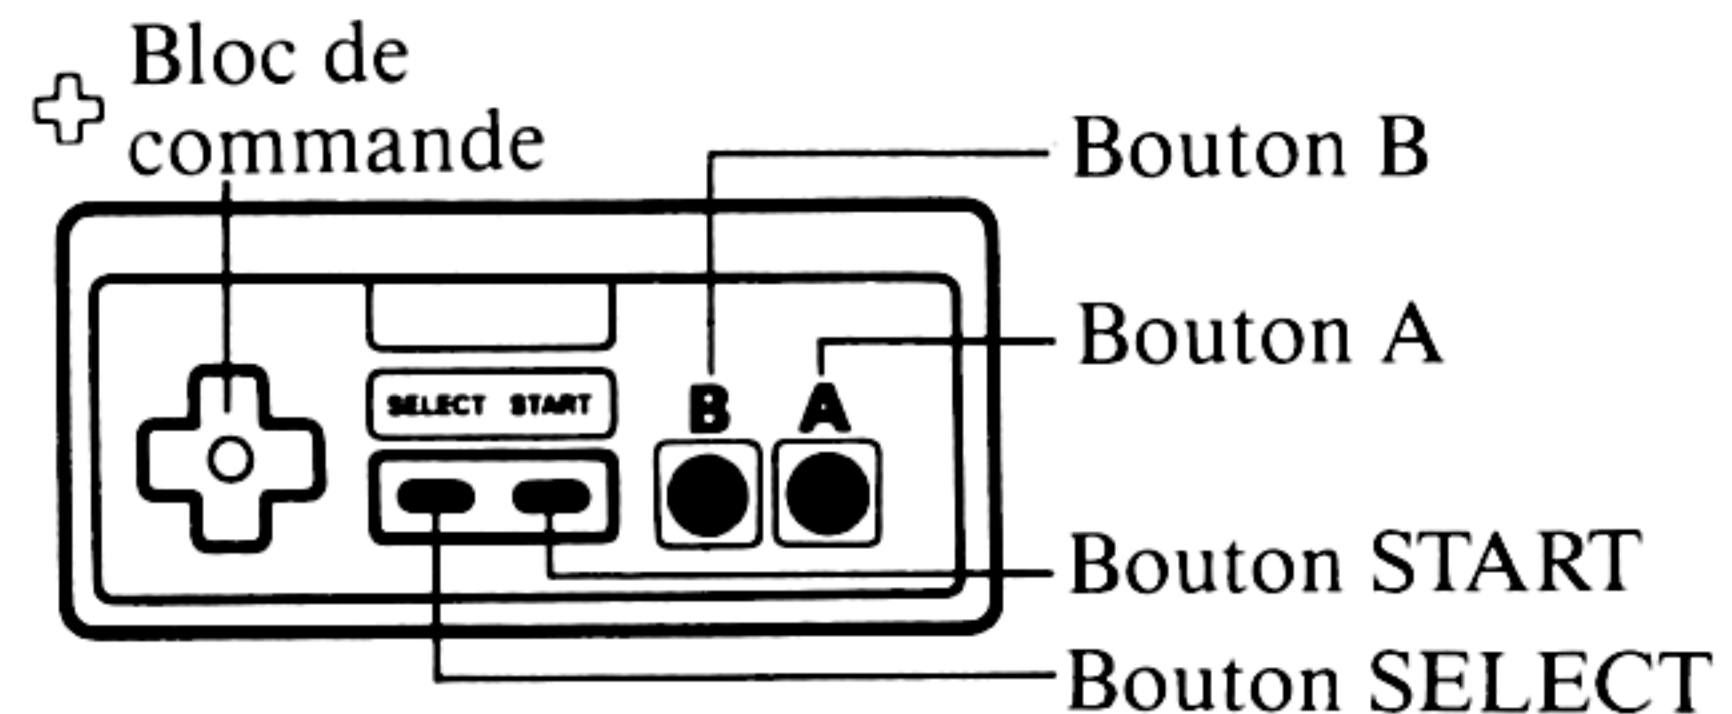 Bloc de
commande
Bouton B
Bouton A
SELECT START
B A
Bouton START
Bouton SELECT